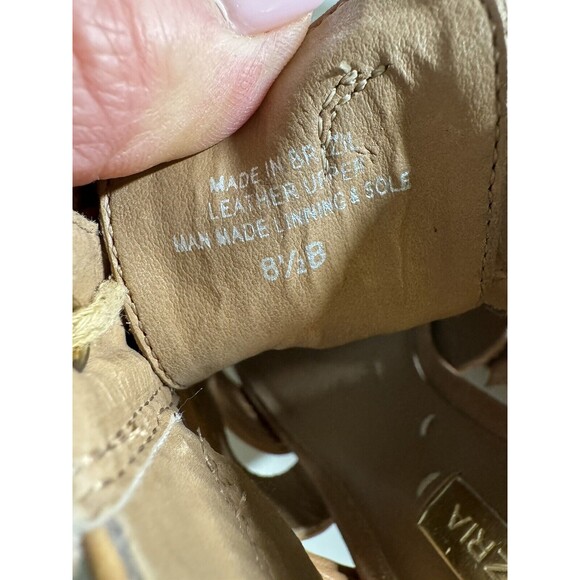 MADE IN BRAZIL
LEATHER UPPER
MAN MADE LINNING & SOLE
8½B